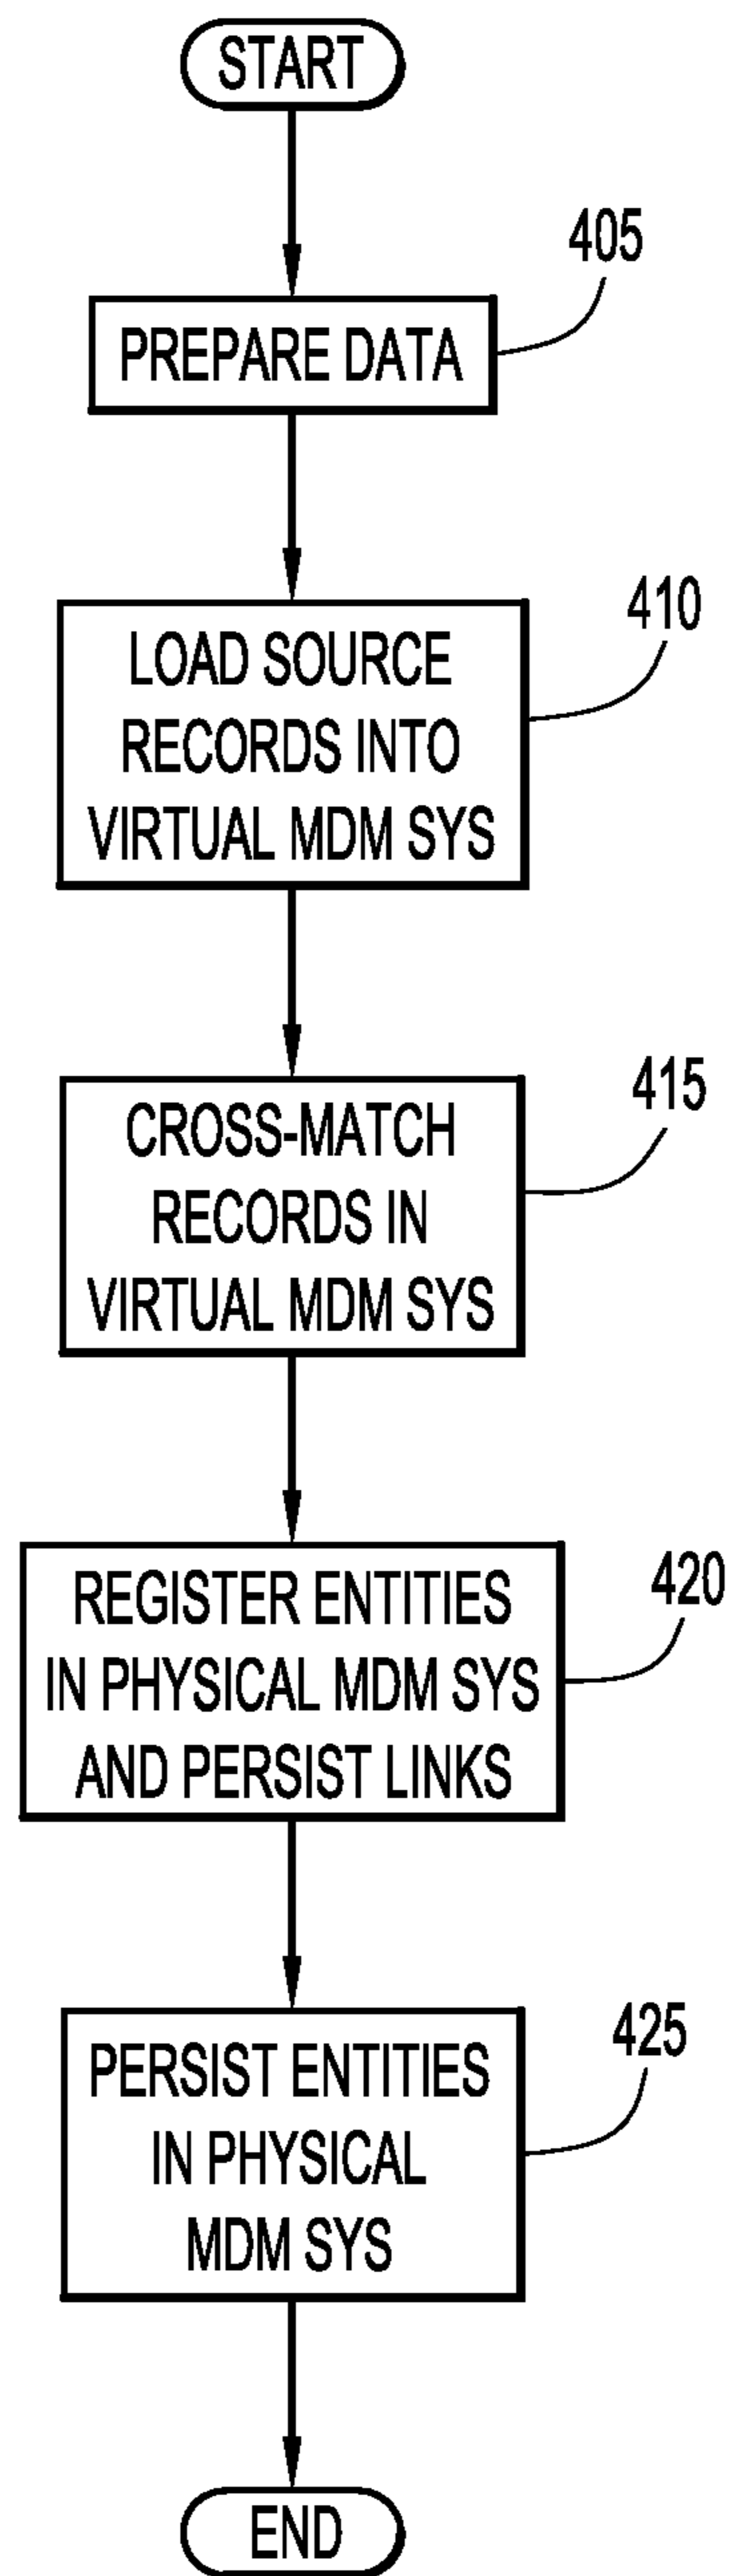 START
405
PREPARE DATA
410
LOAD SOURCE
RECORDS INTO
VIRTUAL MDM SYS
415
CROSS-MATCH
RECORDS IN
VIRTUAL MDM SYS
420
REGISTER ENTITIES
IN PHYSICAL MDM SYS
AND PERSIST LINKS
425
PERSIST ENTITIES
IN PHYSICAL
MDM SYS
END